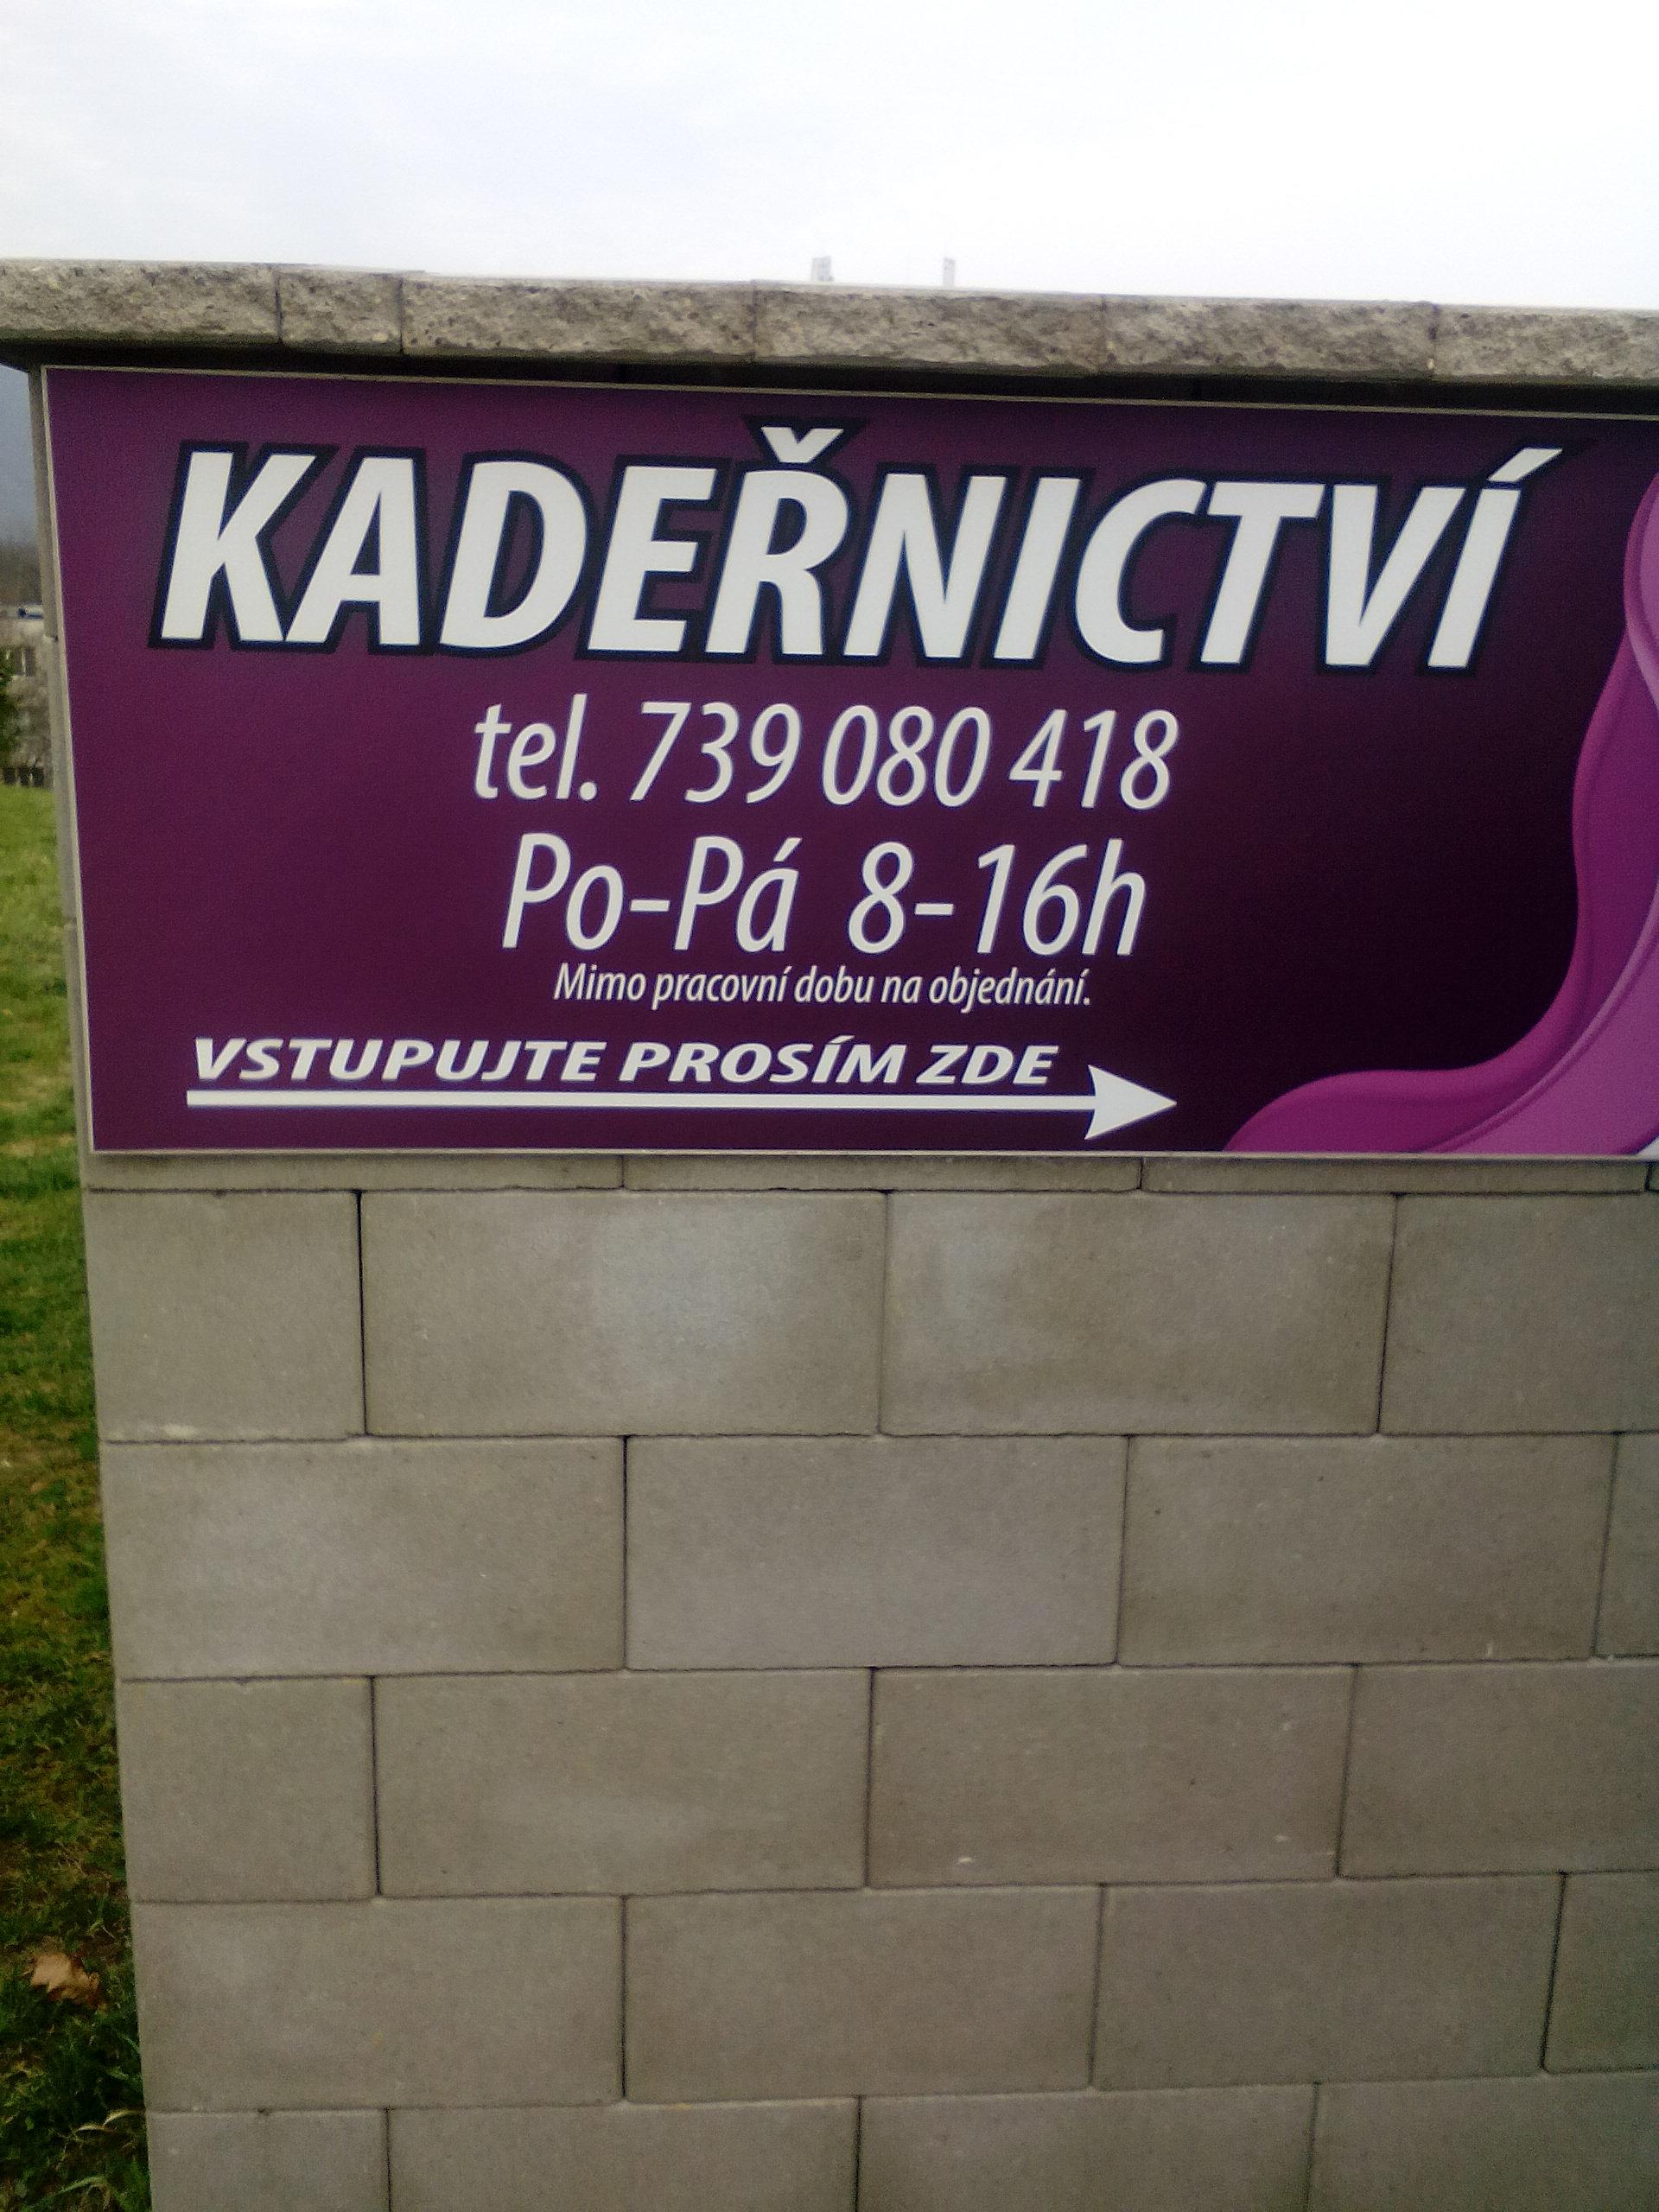 KADEŘNICTVÍ
tel. 739 080 418
Po-Pá 8-16h
Mimo pracovní dobu na objednání.
VSTUPUJTE PROSÍM ZDE